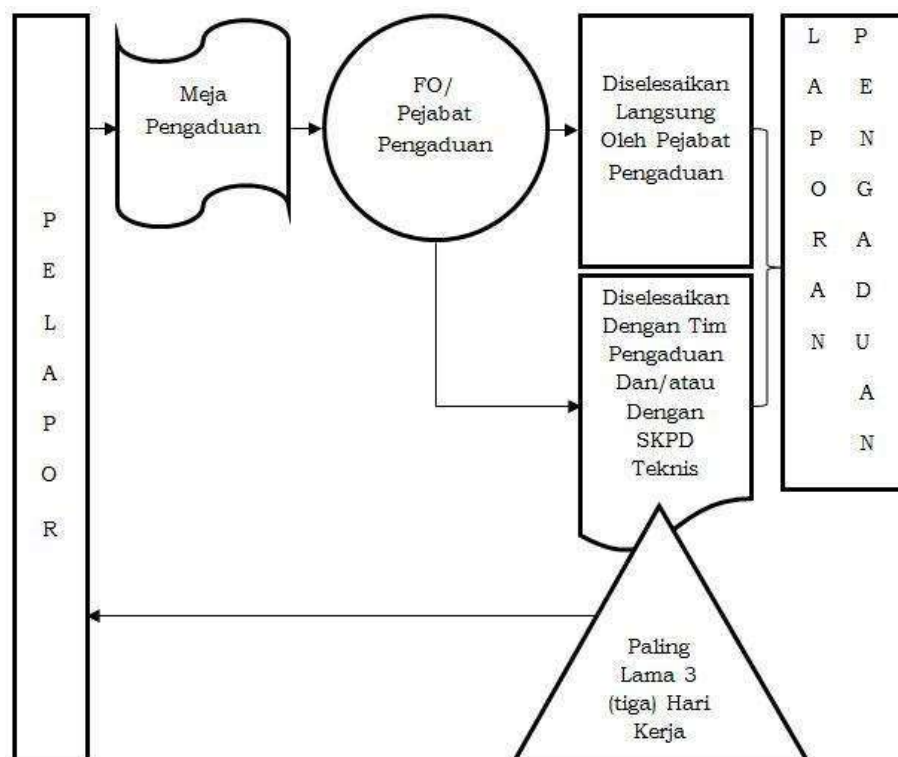 PELAPOR
Meja
Pengaduan
FO/
Pejabat
Pengaduan
Diselesaikan
Langsung
Oleh Pejabat
Pengaduan
Diselesaikan
Dengan Tim
Pengaduan
Dan/atau
Dengan
SKPD
Teknis
Paling
Lama 3
(tiga) Hari
Kerja
LAPORAN
PENGADUAN